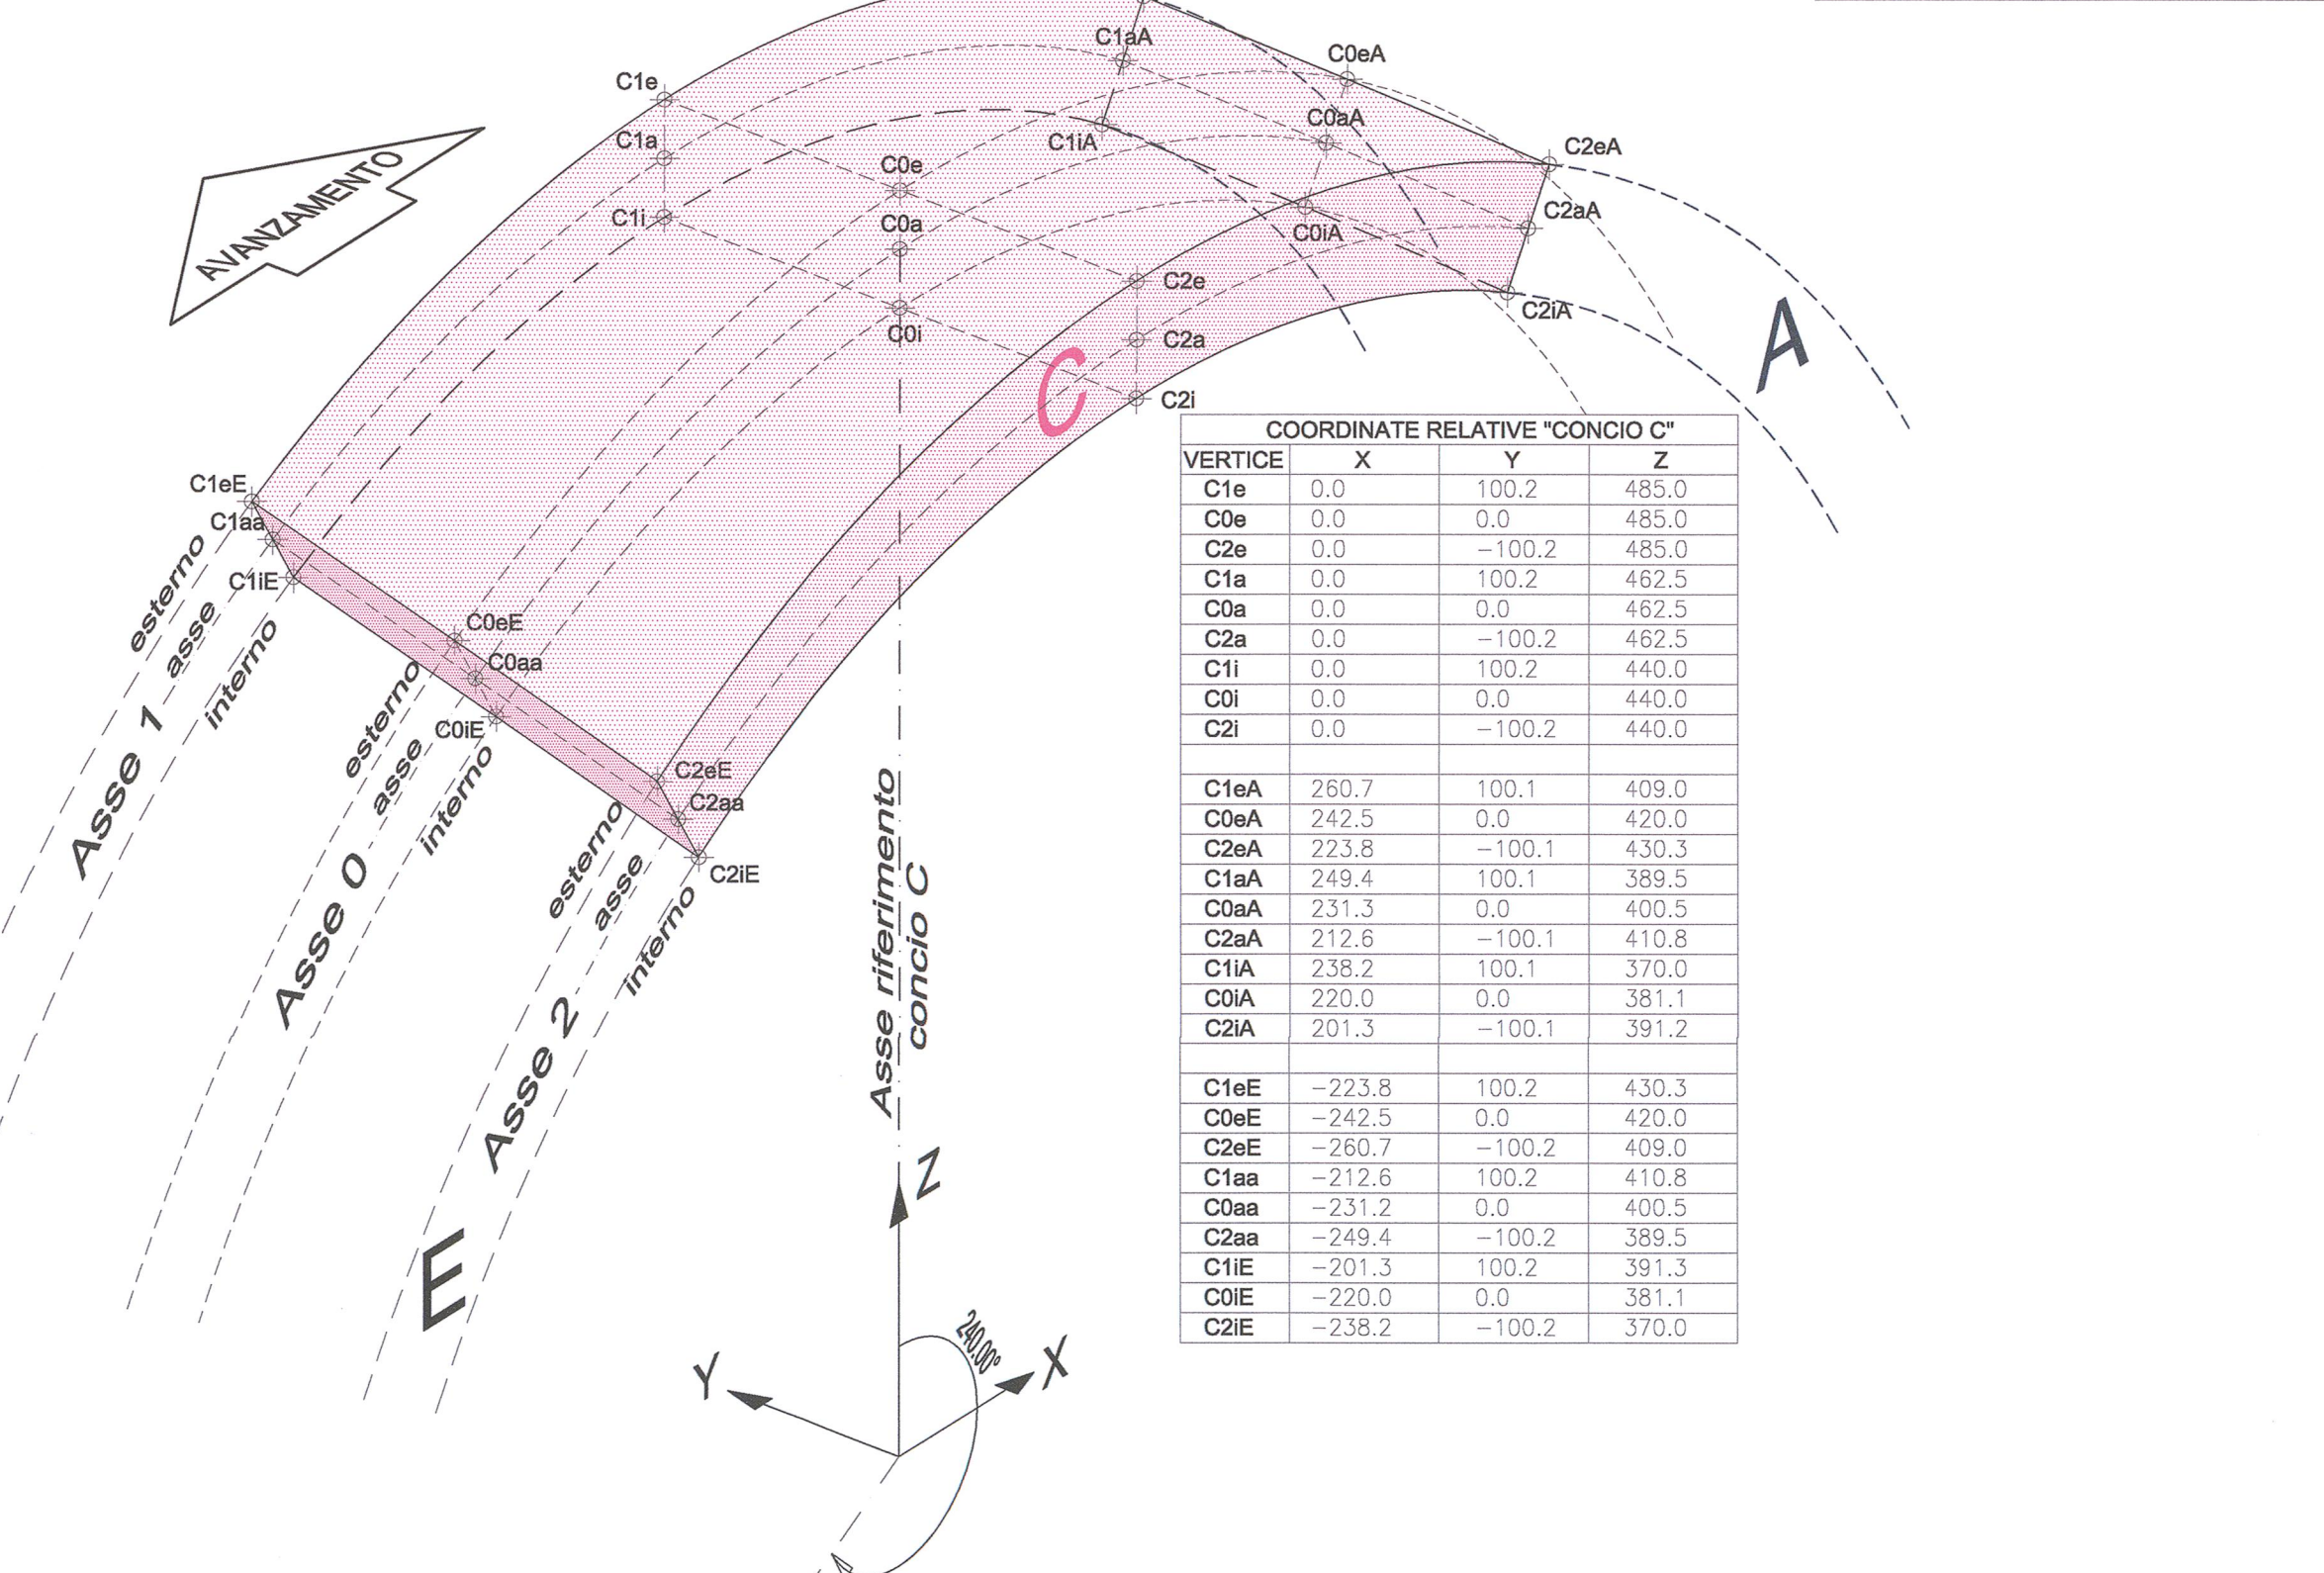 C1aA
C0eA
C1e
C0aA
C1a
C1iA
C2eA
AVANZAMENTO
C0e
C1i
C0a
C2aA
C0iA
C2e
C2iA
C0i
C2a
A
C
C2i
COORDINATE RELATIVE "CONCIO C"
VERTICE X Y Z
C1e 0.0 100.2 485.0
C0e 0.0 0.0 485.0
C2e 0.0 -100.2 485.0
C1a 0.0 100.2 462.5
C0a 0.0 0.0 462.5
C2a 0.0 -100.2 462.5
C1i 0.0 100.2 440.0
C0i 0.0 0.0 440.0
C2i 0.0 -100.2 440.0
C1eA 260.7 100.1 409.0
C0eA 242.5 0.0 420.0
C2eA 223.8 -100.1 430.3
C1aA 249.4 100.1 389.5
C0aA 231.3 0.0 400.5
C2aA 212.6 -100.1 410.8
C1iA 238.2 100.1 370.0
C0iA 220.0 0.0 381.1
C2iA 201.3 -100.1 391.2
C1eE -223.8 100.2 430.3
C0eE -242.5 0.0 420.0
C2eE -260.7 -100.2 409.0
C1aa -212.6 100.2 410.8
C0aa -231.2 0.0 400.5
C2aa -249.4 -100.2 389.5
C1iE -201.3 100.2 391.3
C0iE -220.0 0.0 381.1
C2iE -238.2 -100.2 370.0
C1eE
C1aa
C1iE
esterno
asse
interno
Asse 1
C0eE
C0aa
C0iE
esterno
asse
interno
Asse 0
C2eE
C2aa
C2iE
esterno
asse
interno
Asse 2
E
Asse riferimento
concio C
Z
240.00°
X
Y